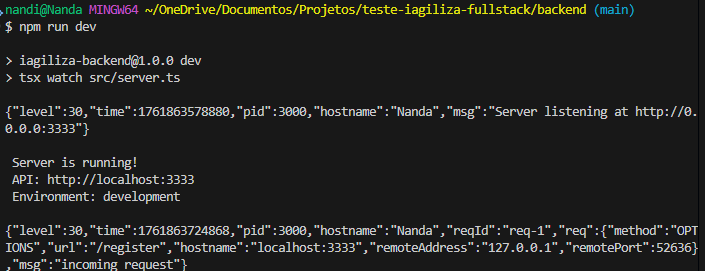 nandi@Nanda MINGW64 ~/OneDrive/Documentos/Projetos/teste-iagiliza-fullstack/backend (main)
$ npm run dev
> iagiliza-backend@1.0.0 dev
> tsx watch src/server.ts
{"level":30,"time":1761863578880,"pid":3000,"hostname":"Nanda","msg":"Server listening at http://0.
0.0.0:3333"}
Server is running!
API: http://localhost:3333
Environment: development
{"level":30,"time":1761863724868,"pid":3000,"hostname":"Nanda","reqId":"req-1","req":{"method":"OPT
IONS","url":"/register","hostname":"localhost:3333","remoteAddress":"127.0.0.1","remotePort":52636}
,"msg":"incoming request"}